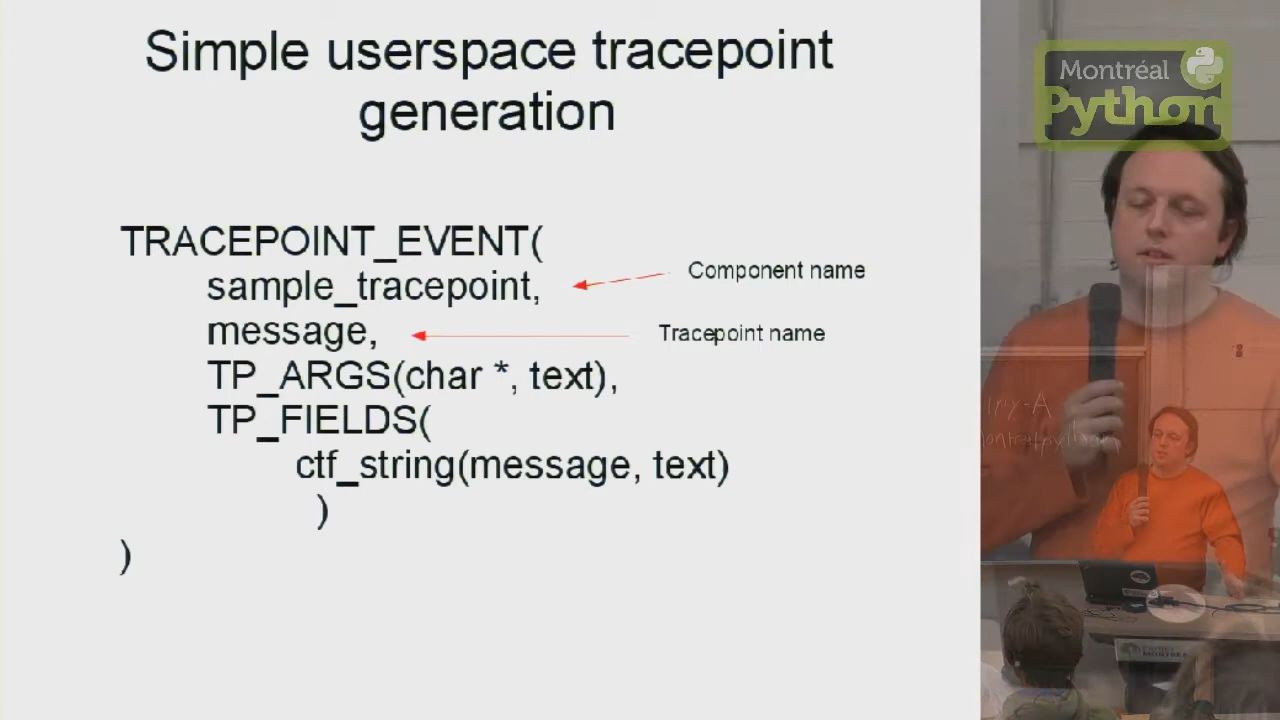 Simple userspace tracepoint
generation
TRACEPOINT_EVENT(
sample_tracepoint,
Component name
message,
Tracepoint name
TP_ARGS(char *, text),
TP_FIELDS(
ctf_string(message, text)
)
)
Montréal
Python